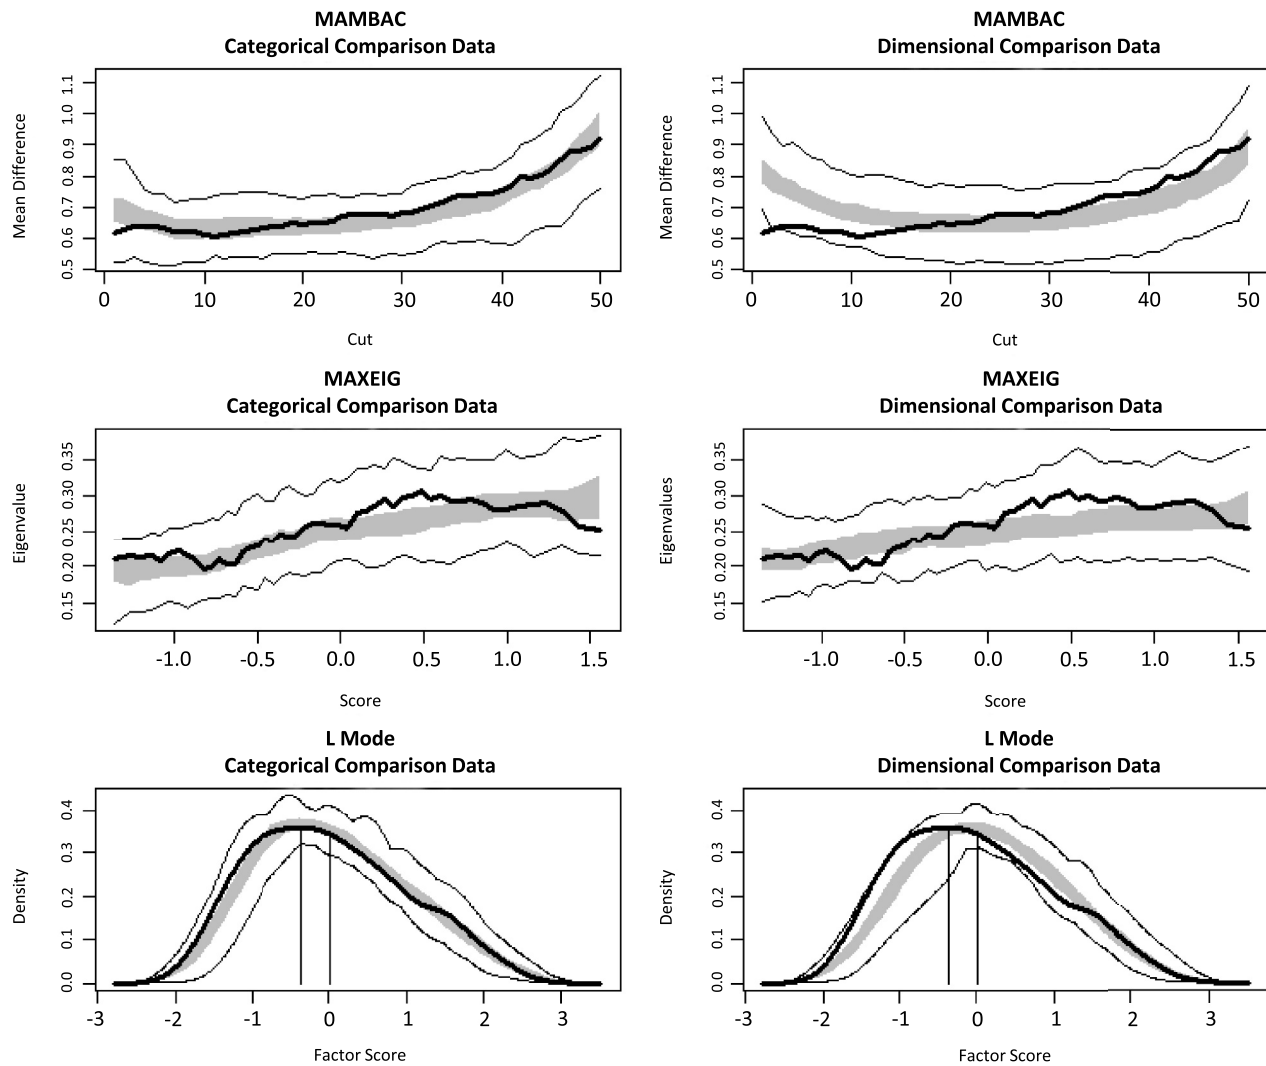 MAMBAC
Categorical Comparison Data
Mean Difference
1.1
1.0
0.9
0.8
0.7
0.6
0.5
0 10 20 30 40 50
Cut
MAMBAC
Dimensional Comparison Data
Mean Difference
1.1
1.0
0.9
0.8
0.7
0.6
0.5
0 10 20 30 40 50
Cut
MAXEIG
Categorical Comparison Data
Eigenvalue
0.35
0.30
0.25
0.20
0.15
-1.0 -0.5 0.0 0.5 1.0 1.5
Score
MAXEIG
Dimensional Comparison Data
Eigenvalues
0.35
0.30
0.25
0.20
0.15
-1.0 -0.5 0.0 0.5 1.0 1.5
Score
L Mode
Categorical Comparison Data
Density
0.4
0.3
0.2
0.1
0.0
-3 -2 -1 0 1 2 3
Factor Score
L Mode
Dimensional Comparison Data
Density
0.4
0.3
0.2
0.1
0.0
-3 -2 -1 0 1 2 3
Factor Score